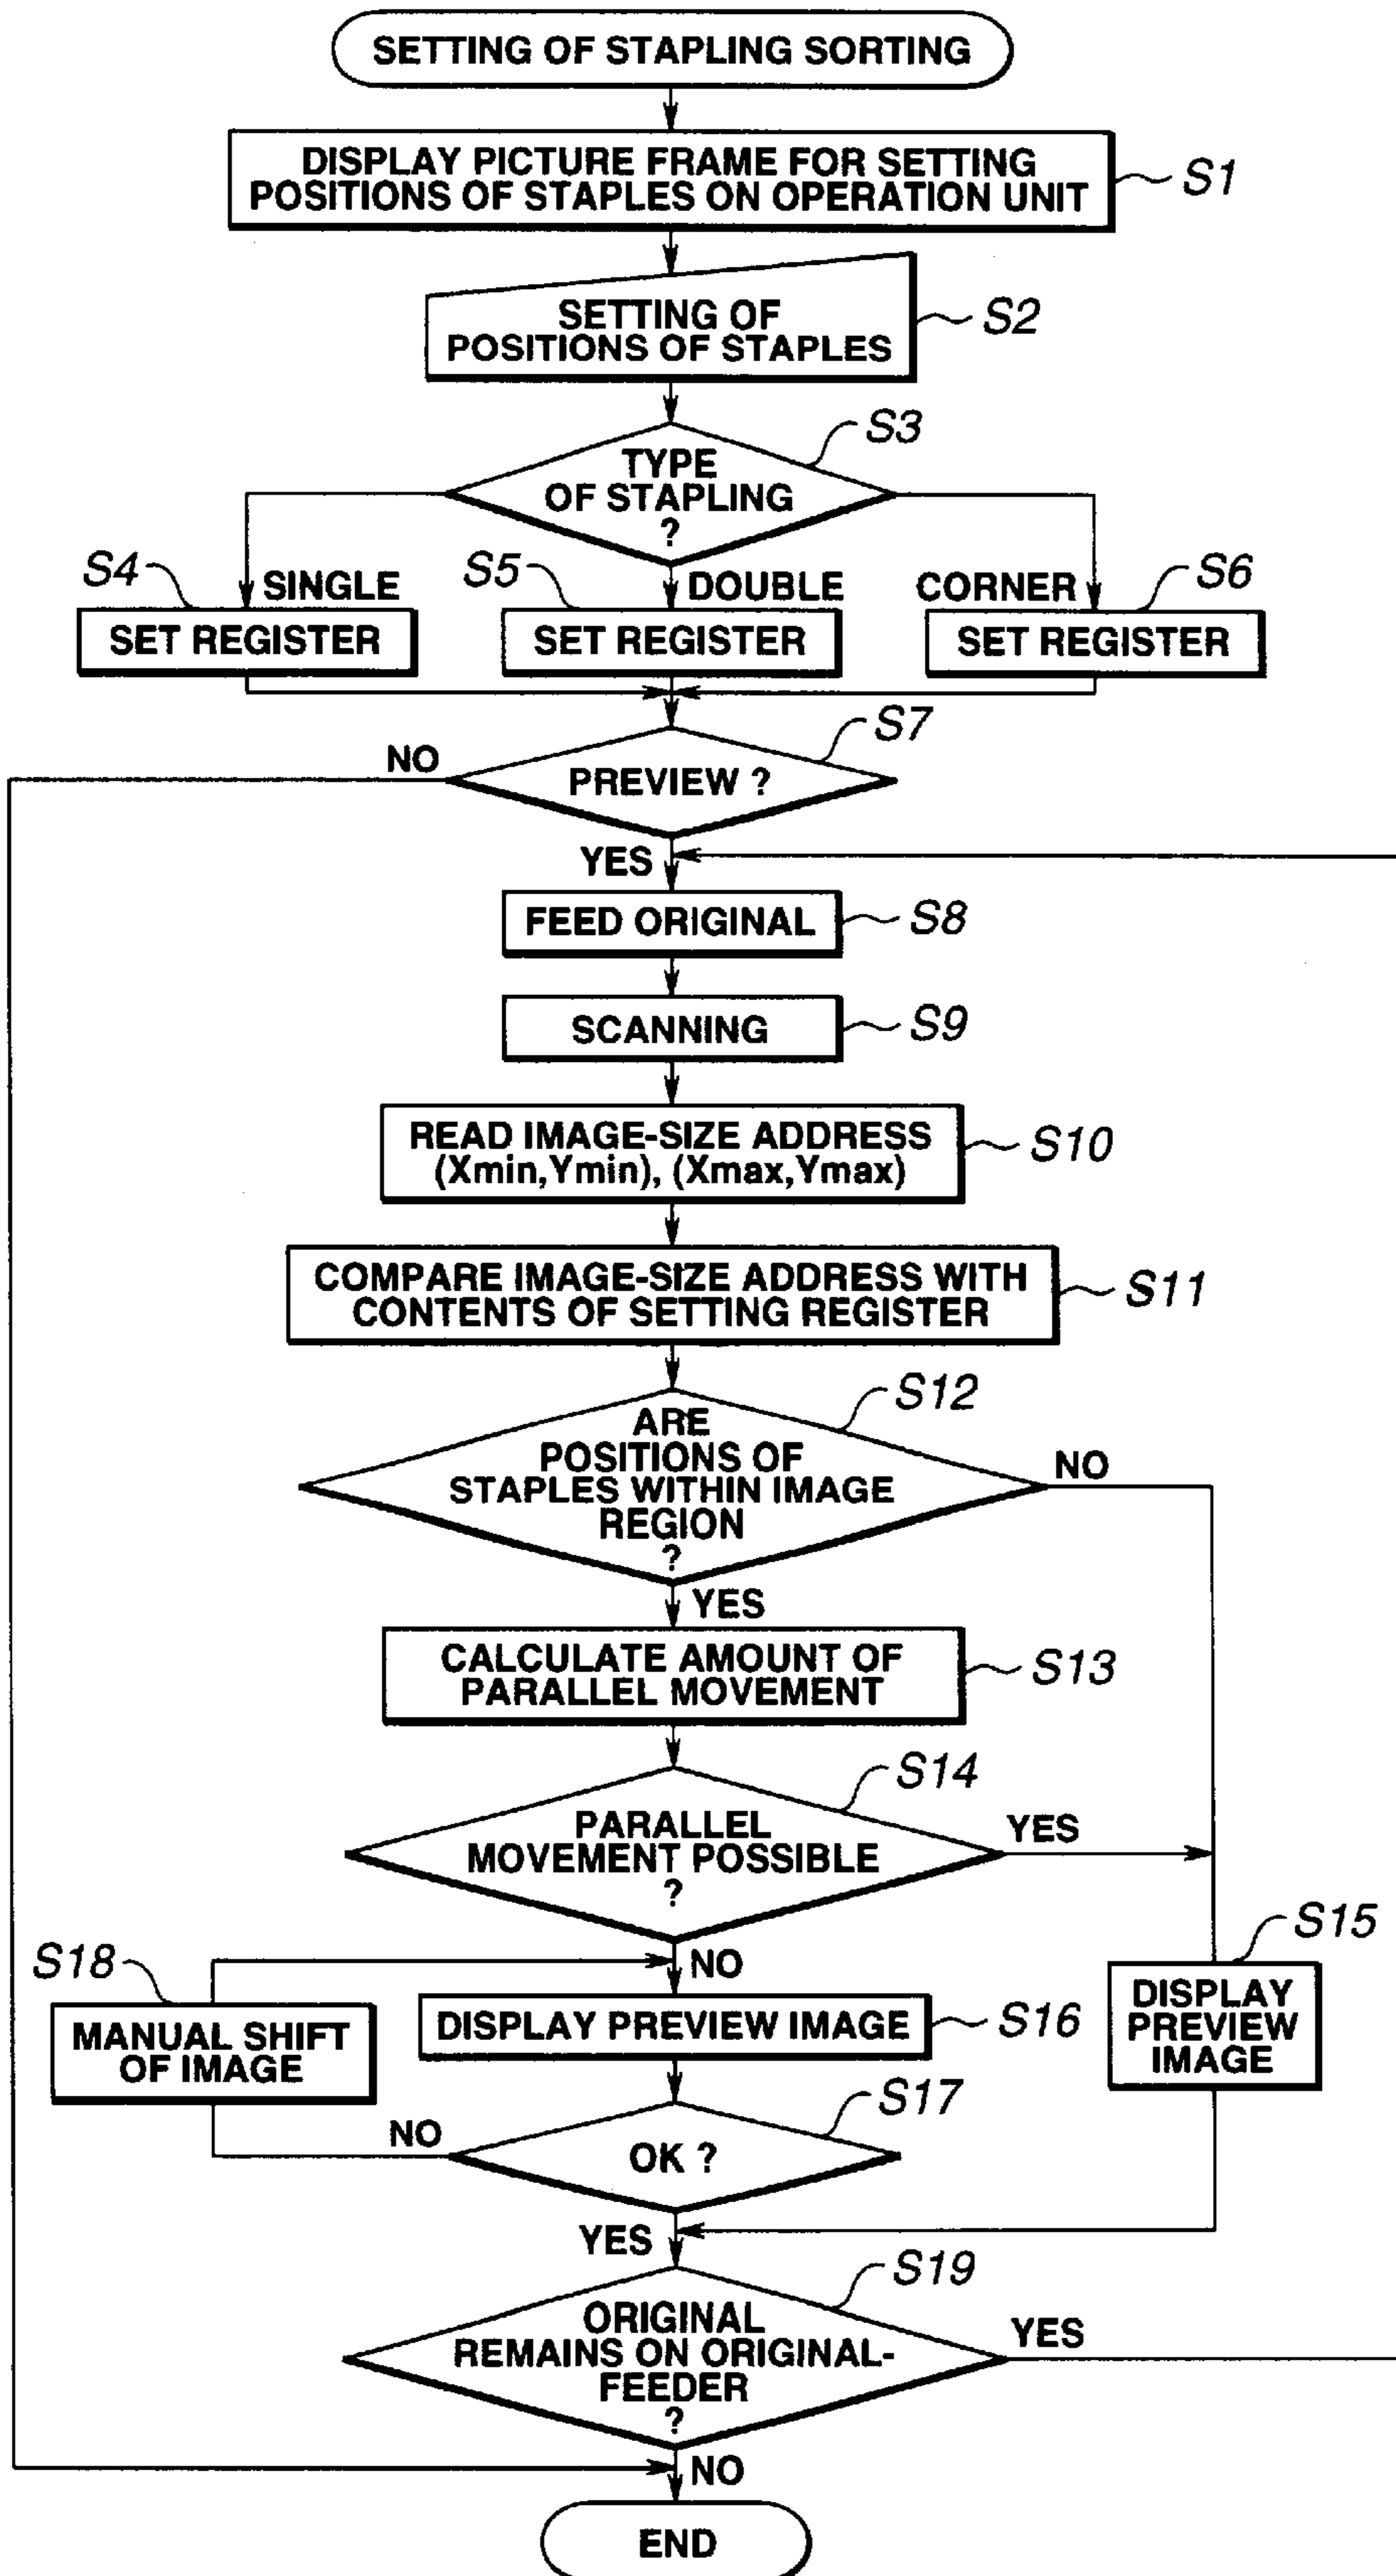 SETTING OF STAPLING SORTING
DISPLAY PICTURE FRAME FOR SETTING
POSITIONS OF STAPLES ON OPERATION UNIT
S1
SETTING OF
POSITIONS OF STAPLES
S2
S3
TYPE
OF STAPLING
?
S4
SINGLE
S5
DOUBLE
CORNER
S6
SET REGISTER
SET REGISTER
SET REGISTER
S7
NO
PREVIEW ?
YES
FEED ORIGINAL
S8
SCANNING
S9
READ IMAGE-SIZE ADDRESS
(Xmin,Ymin), (Xmax,Ymax)
S10
COMPARE IMAGE-SIZE ADDRESS WITH
CONTENTS OF SETTING REGISTER
S11
S12
ARE
POSITIONS OF
STAPLES WITHIN IMAGE
REGION
?
NO
YES
CALCULATE AMOUNT OF
PARALLEL MOVEMENT
S13
S14
PARALLEL
MOVEMENT POSSIBLE
?
YES
S15
S18
NO
DISPLAY
PREVIEW
IMAGE
MANUAL SHIFT
OF IMAGE
DISPLAY PREVIEW IMAGE
S16
S17
NO
OK ?
YES
S19
ORIGINAL
REMAINS ON ORIGINAL-
FEEDER
?
YES
NO
END